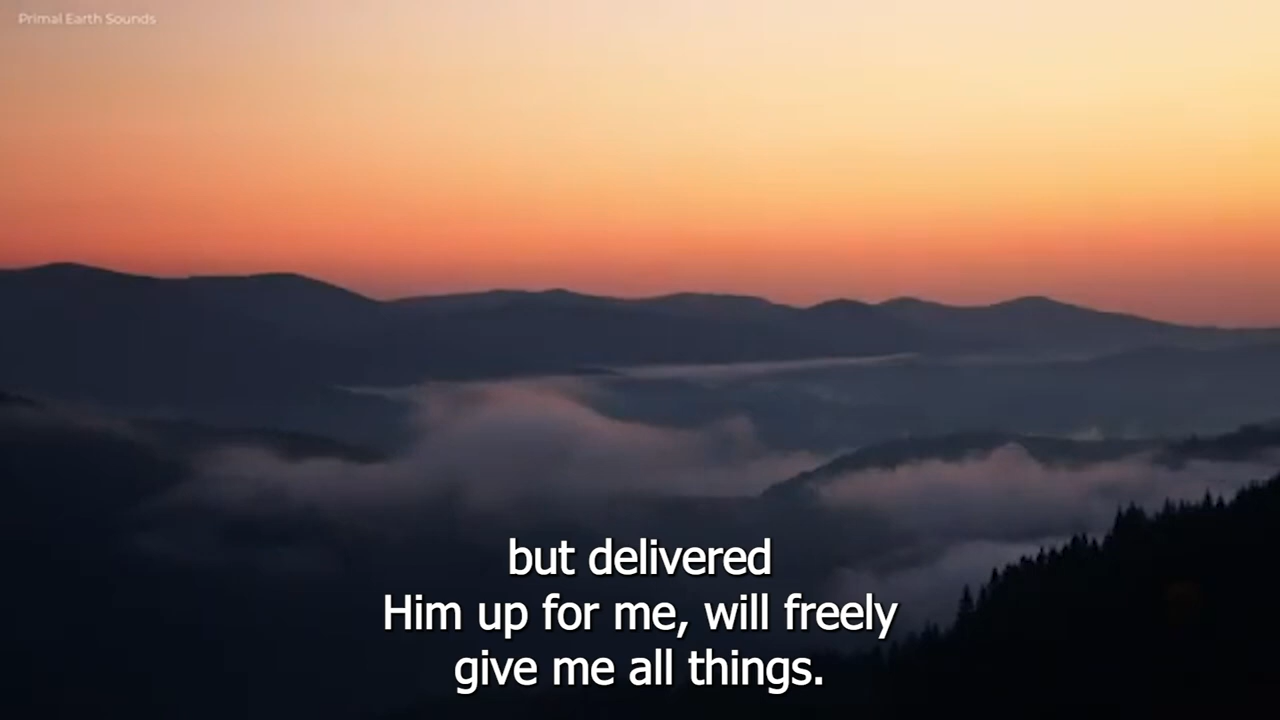 Primal Earth Sounds
but delivered
Him up for me, will freely
give me all things.